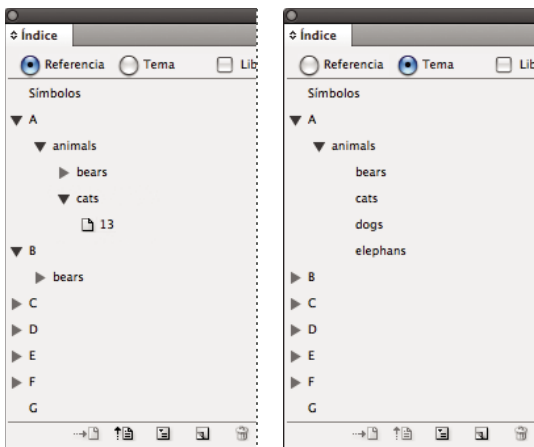 Índice
Referencia Tema Lib
Símbolos
A
animals
bears
cats
13
B
bears
C
D
E
F
G
Índice
Referencia Tema Lib
Símbolos
A
animals
bears
cats
dogs
elephans
B
C
D
E
F
G